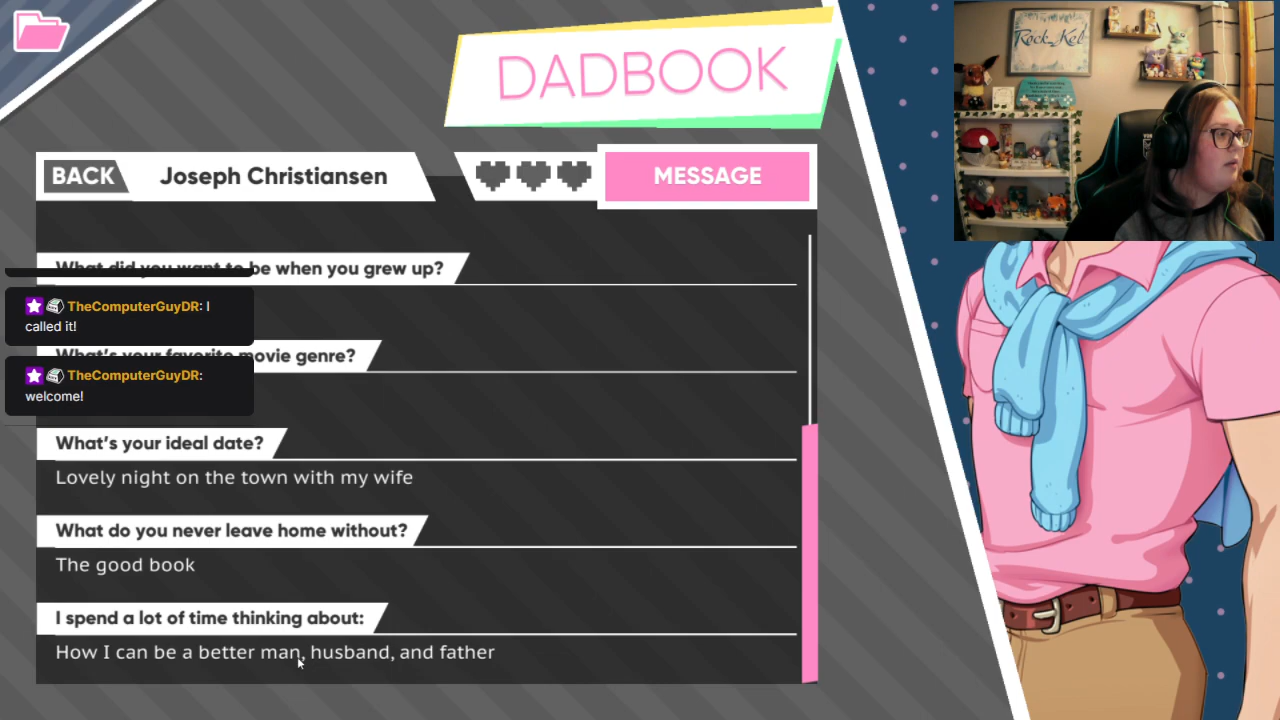 DADBOOK
Rock_Kel
BACK
Joseph Christiansen
MESSAGE
What did you want to be when you grew up?
TheComputerGuyDR: I
called it!
What's your favorite movie genre?
TheComputerGuyDR:
welcome!
What's your ideal date?
Lovely night on the town with my wife
What do you never leave home without?
The good book
I spend a lot of time thinking about:
How I can be a better man, husband, and father